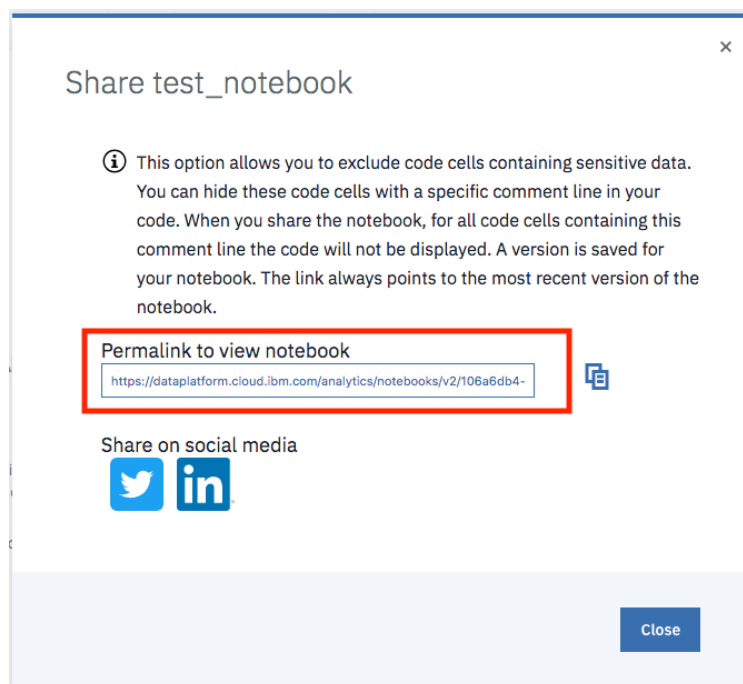 Share test_notebook
This option allows you to exclude code cells containing sensitive data.
You can hide these code cells with a specific comment line in your
code. When you share the notebook, for all code cells containing this
comment line the code will not be displayed. A version is saved for
your notebook. The link always points to the most recent version of the
notebook.
Permalink to view notebook
https://dataplatform.cloud.ibm.com/analytics/notebooks/v2/106a6db4-
Share on social media
in
Close